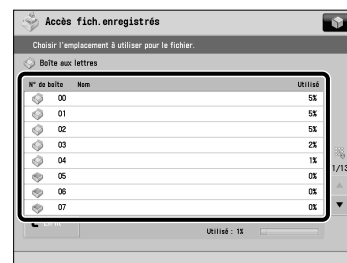 Accès fich.enregistrés
Choisir l'emplacement à utiliser pour le fichier.
Boîte aux lettres
N° de boîte Nom Utilisé
00 5%
01 5%
02 5%
03 2%
04 1%
05 0%
06 0%
07 0%
1/13
Utilisé : 1%